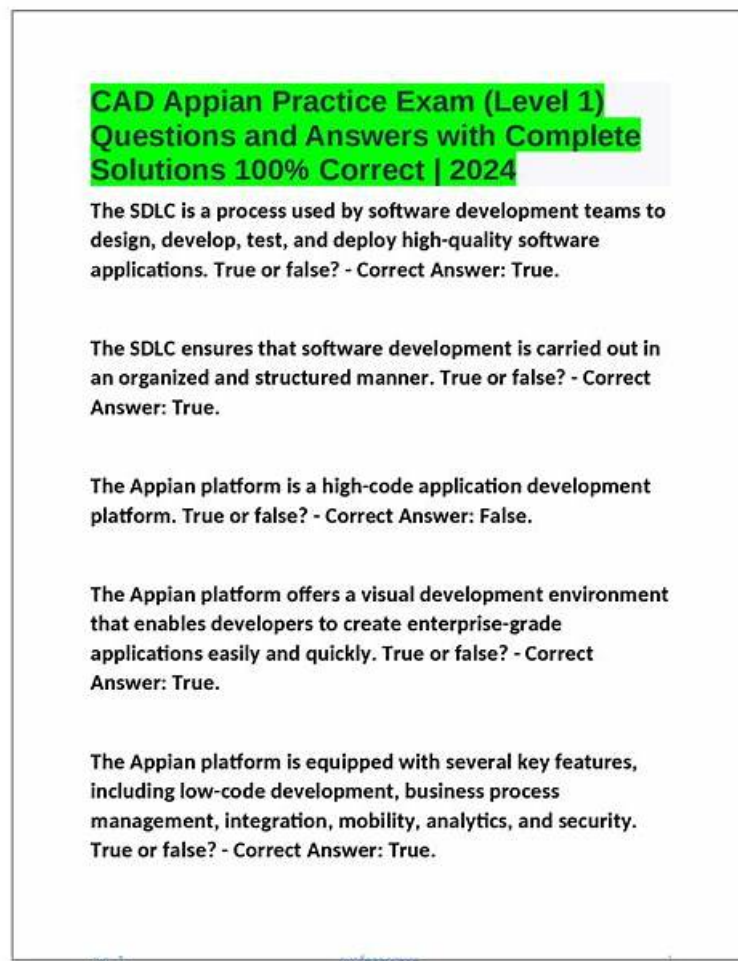 CAD Appian Practice Exam (Level 1)
Questions and Answers with Complete
Solutions 100% Correct | 2024
The SDLC is a process used by software development teams to
design, develop, test, and deploy high-quality software
applications. True or false? - Correct Answer: True.
The SDLC ensures that software development is carried out in
an organized and structured manner. True or false? - Correct
Answer: True.
The Appian platform is a high-code application development
platform. True or false? - Correct Answer: False.
The Appian platform offers a visual development environment
that enables developers to create enterprise-grade
applications easily and quickly. True or false? - Correct
Answer: True.
The Appian platform is equipped with several key features,
including low-code development, business process
management, integration, mobility, analytics, and security.
True or false? - Correct Answer: True.